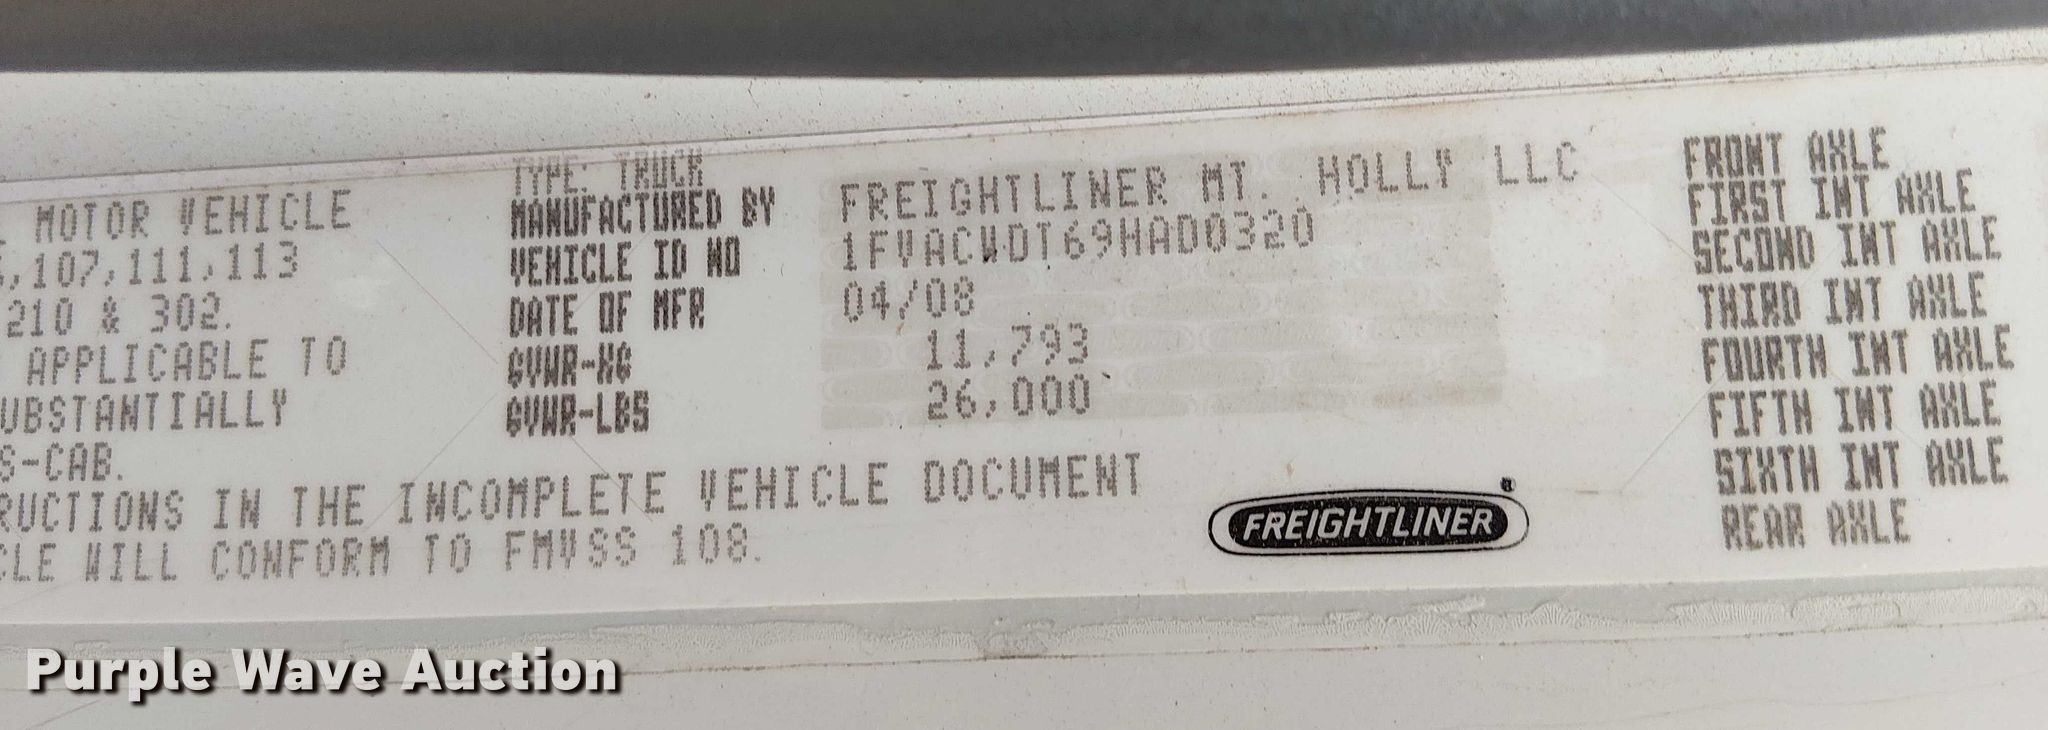 MOTOR VEHICLE
,107,111,113
210 & 302.
APPLICABLE TO
UBSTANTIALLY
S-CAB.
RUCTIONS IN THE INCOMPLETE VEHICLE DOCUMENT
CLE WILL CONFORM TO FMVSS 108.
TYPE: TRUCK
MANUFACTURED BY FREIGHTLINER MT. HOLLY LLC
VEHICLE ID NO 1FVACWDT69HAD0320
DATE OF MFR 04/08
GVWR-KG 11,793
GVWR-LBS 26,000
FREIGHTLINER®
FRONT AXLE
FIRST INT AXLE
SECOND INT AXLE
THIRD INT AXLE
FOURTH INT AXLE
FIFTH INT AXLE
SIXTH INT AXLE
REAR AXLE
Purple Wave Auction